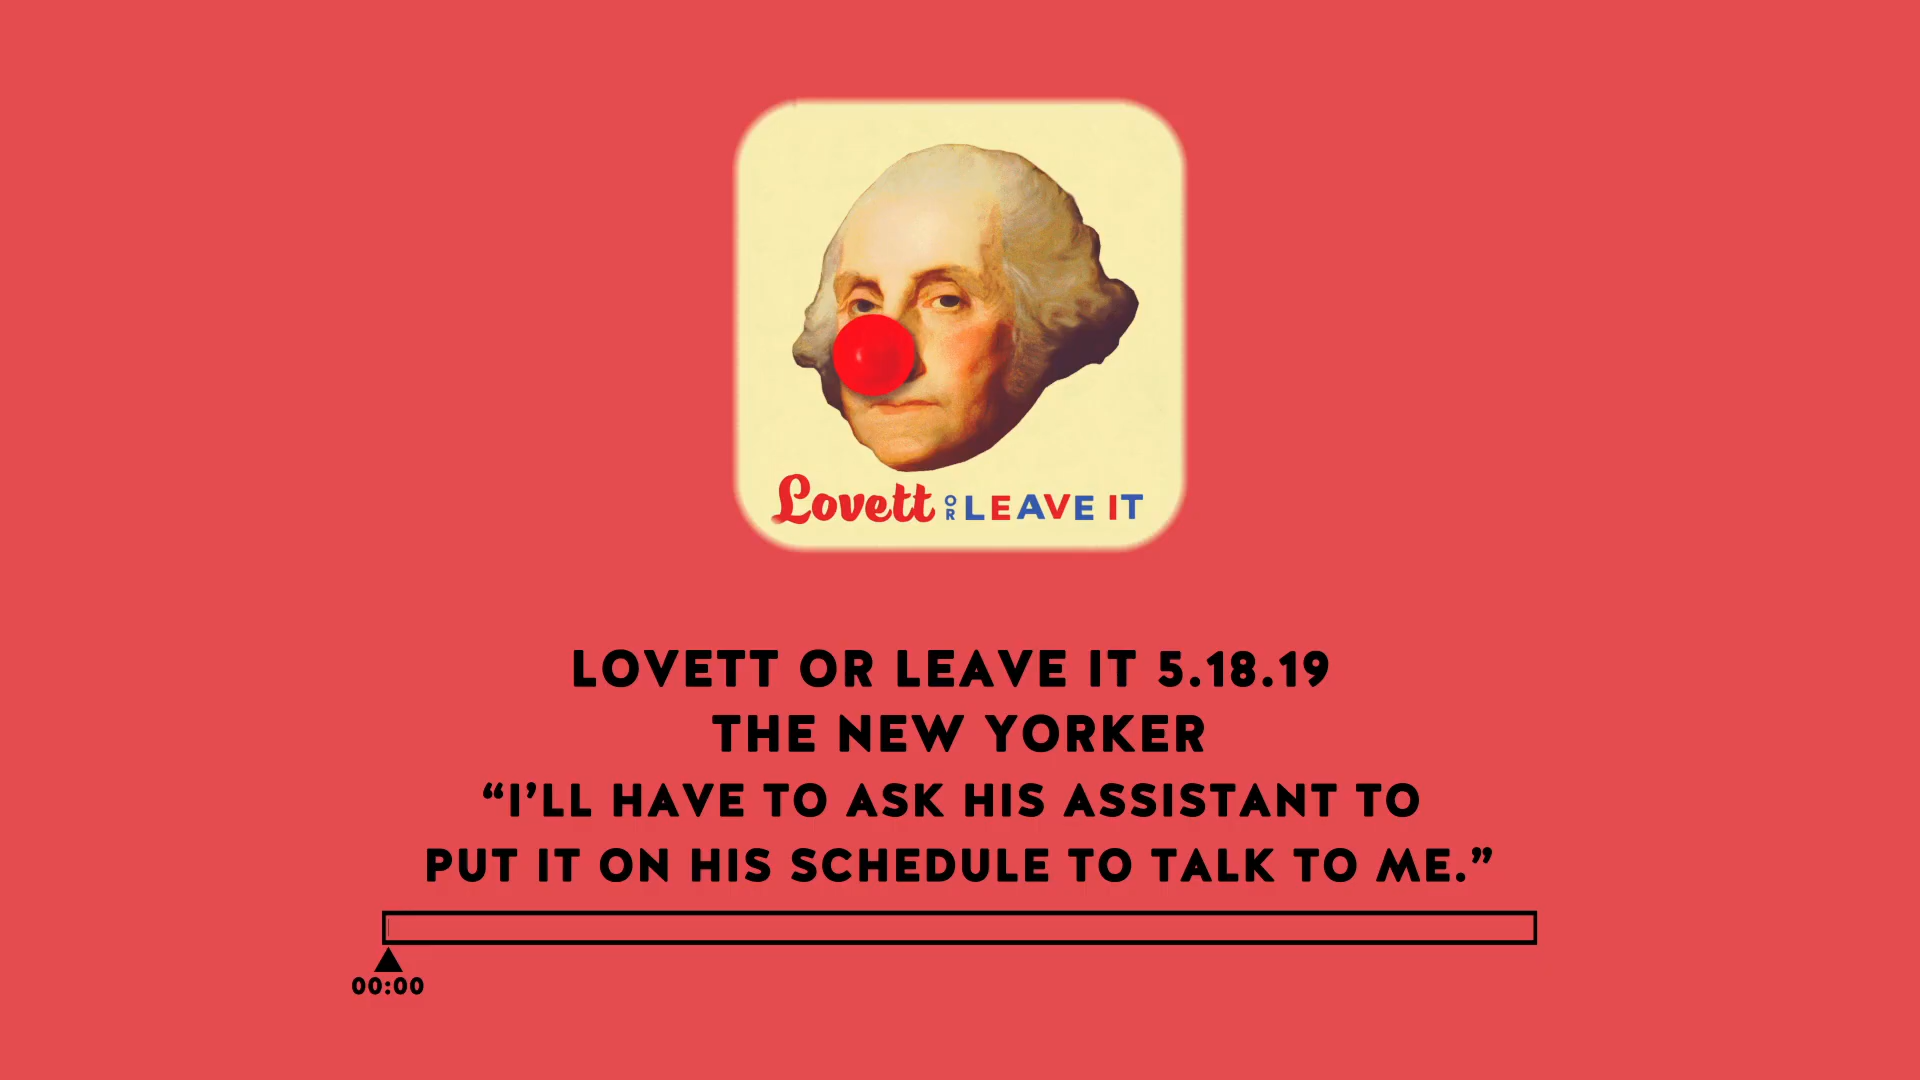 Lovett OR LEAVE IT
LOVETT OR LEAVE IT 5.18.19
THE NEW YORKER
“I’LL HAVE TO ASK HIS ASSISTANT TO
PUT IT ON HIS SCHEDULE TO TALK TO ME.”
00:00